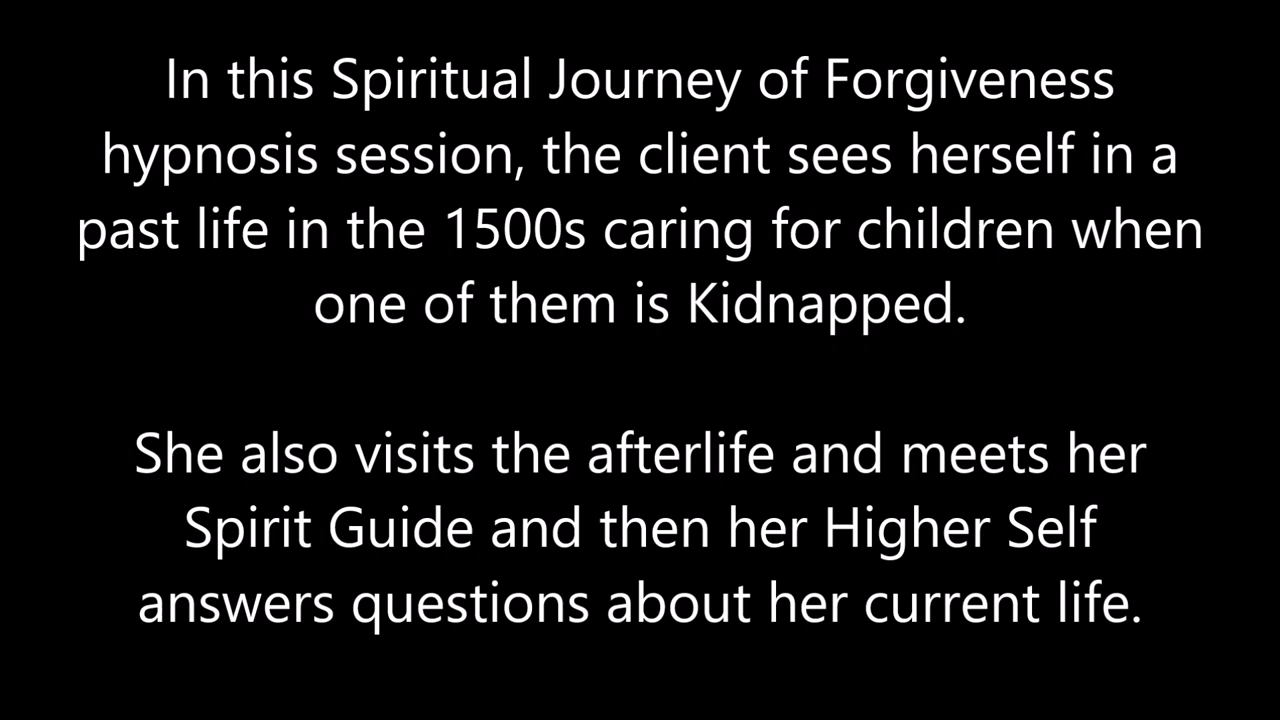 In this Spiritual Journey of Forgiveness
hypnosis session, the client sees herself in a
past life in the 1500s caring for children when
one of them is Kidnapped.
She also visits the afterlife and meets her
Spirit Guide and then her Higher Self
answers questions about her current life.